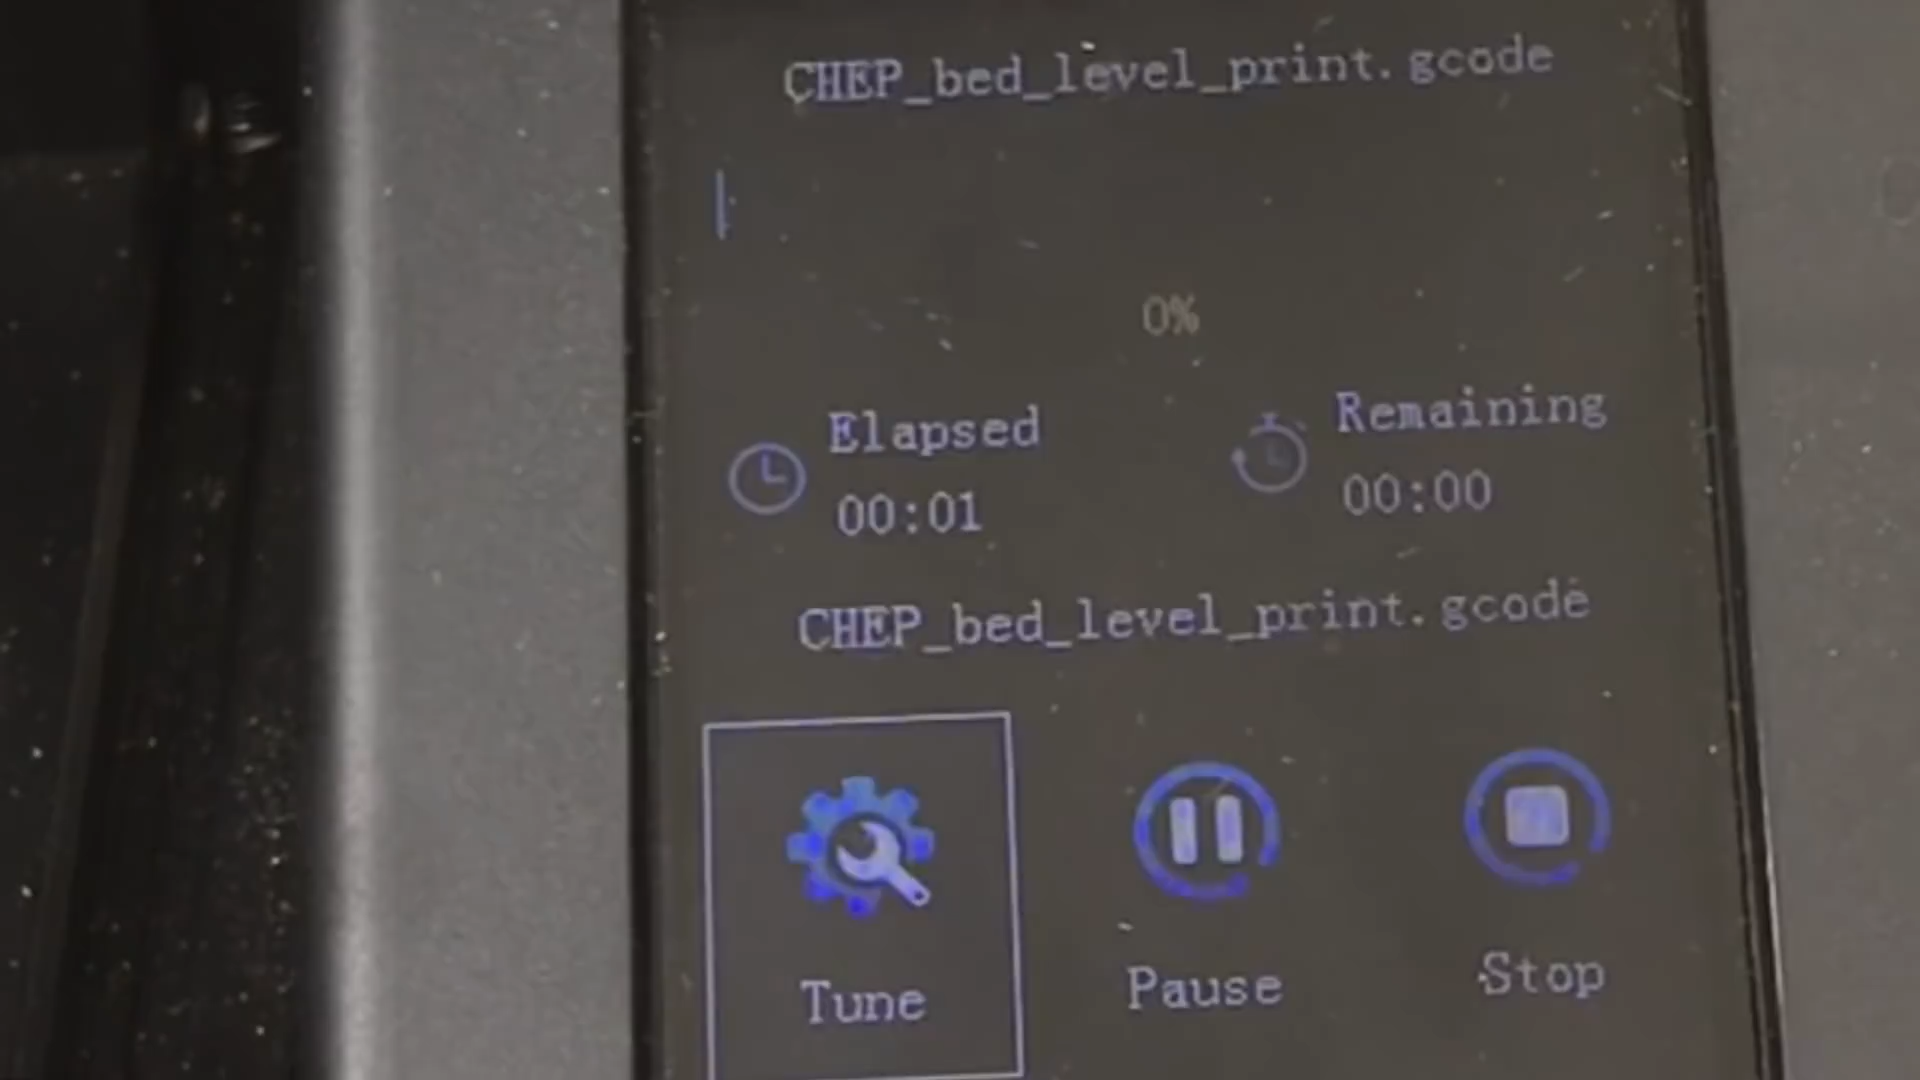 CHEP_bed_level_print.gcode
0%
Elapsed
Remaining
00:01
00:00
CHEP_bed_level_print.gcode
Tune
Pause
Stop